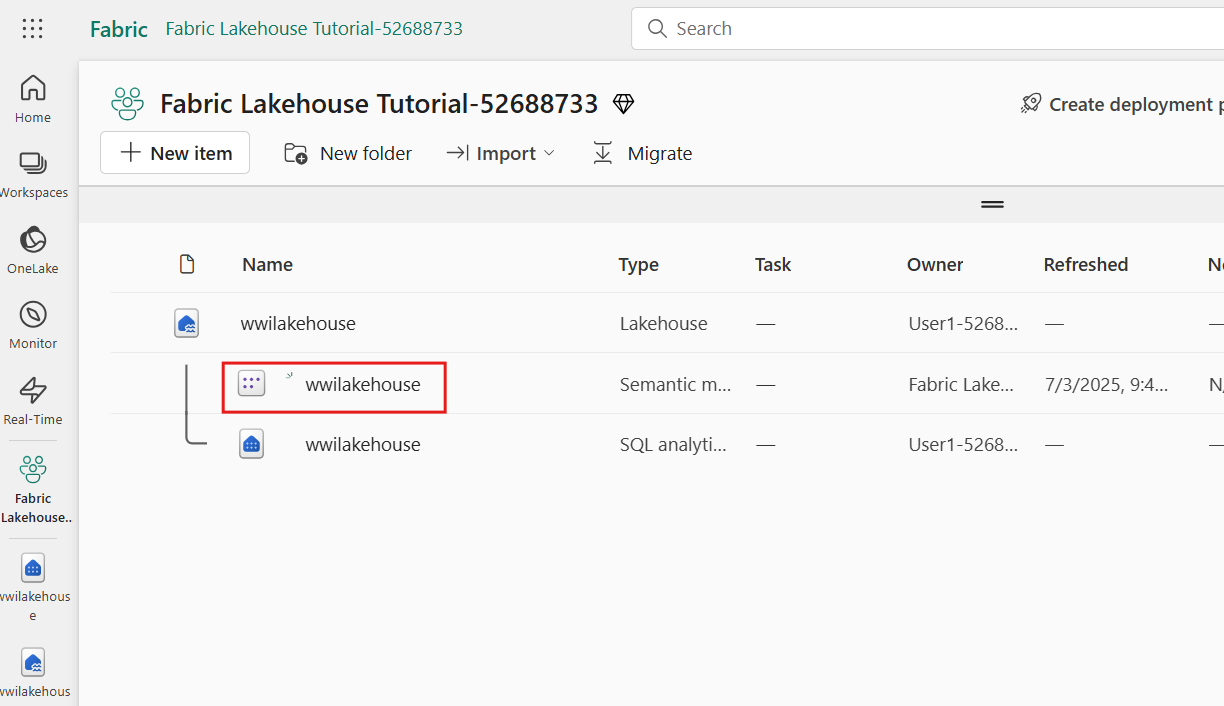 Fabric Fabric Lakehouse Tutorial-52688733 Search
Home
Workspaces
OneLake
Monitor
Real-Time
Fabric
Lakehouse..
wwilakehous
e
wwilakehous
Fabric Lakehouse Tutorial-52688733 Create deployment p
New item New folder Import Migrate
Name Type Task Owner Refreshed Ne
wwilakehouse Lakehouse — User1-5268... — —
wwilakehouse Semantic m... — Fabric Lake... 7/3/2025, 9:4... N/
wwilakehouse SQL analyti... — User1-5268... — —